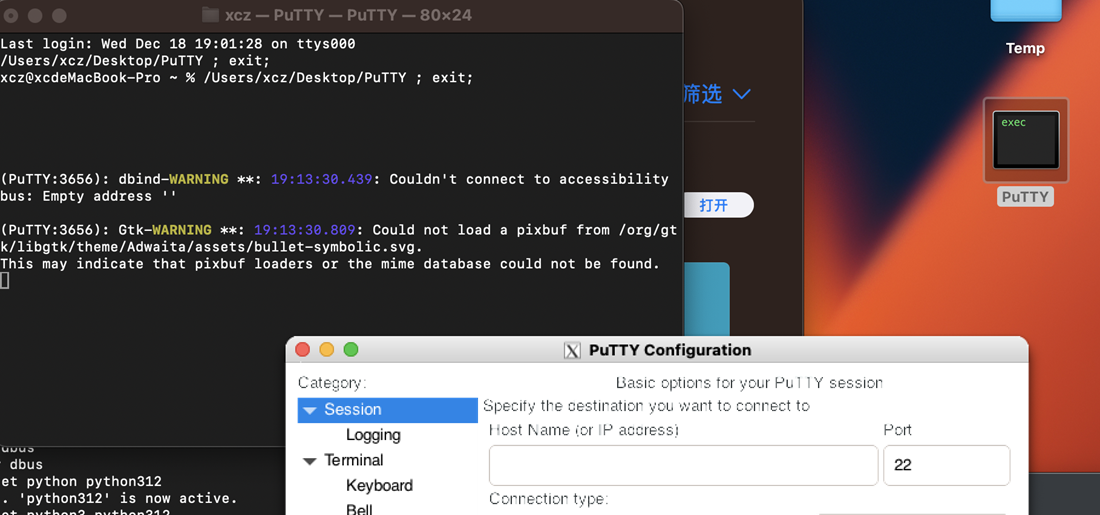 xcz — PuTTY — PuTTY — 80×24
Last login: Wed Dec 18 19:01:28 on ttys000
/Users/xcz/Desktop/PuTTY ; exit;
xcz@xcdeMacBook-Pro ~ % /Users/xcz/Desktop/PuTTY ; exit;
(PuTTY:3656): dbind-WARNING **: 19:13:30.439: Couldn't connect to accessibility
bus: Empty address ''
(PuTTY:3656): Gtk-WARNING **: 19:13:30.809: Could not load a pixbuf from /org/gt
k/libgtk/theme/Adwaita/assets/bullet-symbolic.svg.
This may indicate that pixbuf loaders or the mime database could not be found.
筛选
打开
Temp
exec
PuTTY
PuTTY Configuration
Category:
Session
Logging
Terminal
Keyboard
Bell
Basic options for your PuTTY session
Specify the destination you want to connect to
Host Name (or IP address)
Port
22
Connection type:
dbus
dbus
et python python312
. 'python312' is now active.
et python3 python312